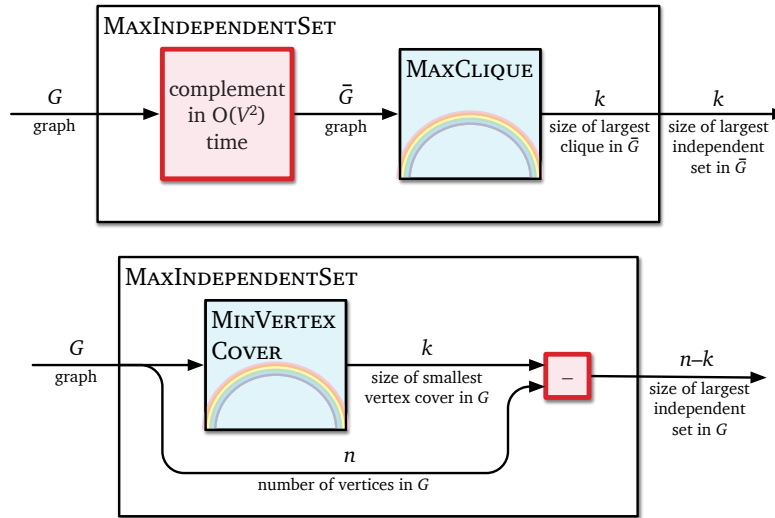 MAXINDEPENDENTSET
G
graph
complement
in O(V²)
time
Ḡ
graph
MAXCLIQUE
k
size of largest
clique in Ḡ
k
size of largest
independent
set in Ḡ
MAXINDEPENDENTSET
G
graph
MINVERTEX
COVER
k
size of smallest
vertex cover in G
n
number of vertices in G
–
n–k
size of largest
independent
set in G